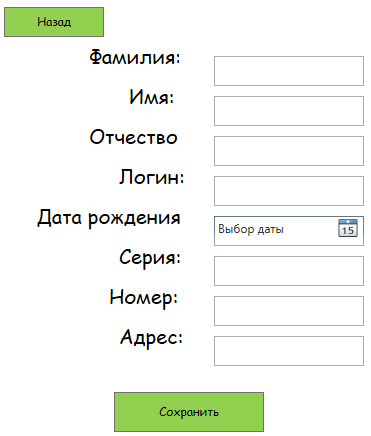 Назад
Фамилия:
Имя:
Отчество
Логин:
Дата рождения
Выбор даты
15
Серия:
Номер:
Адрес:
Сохранить